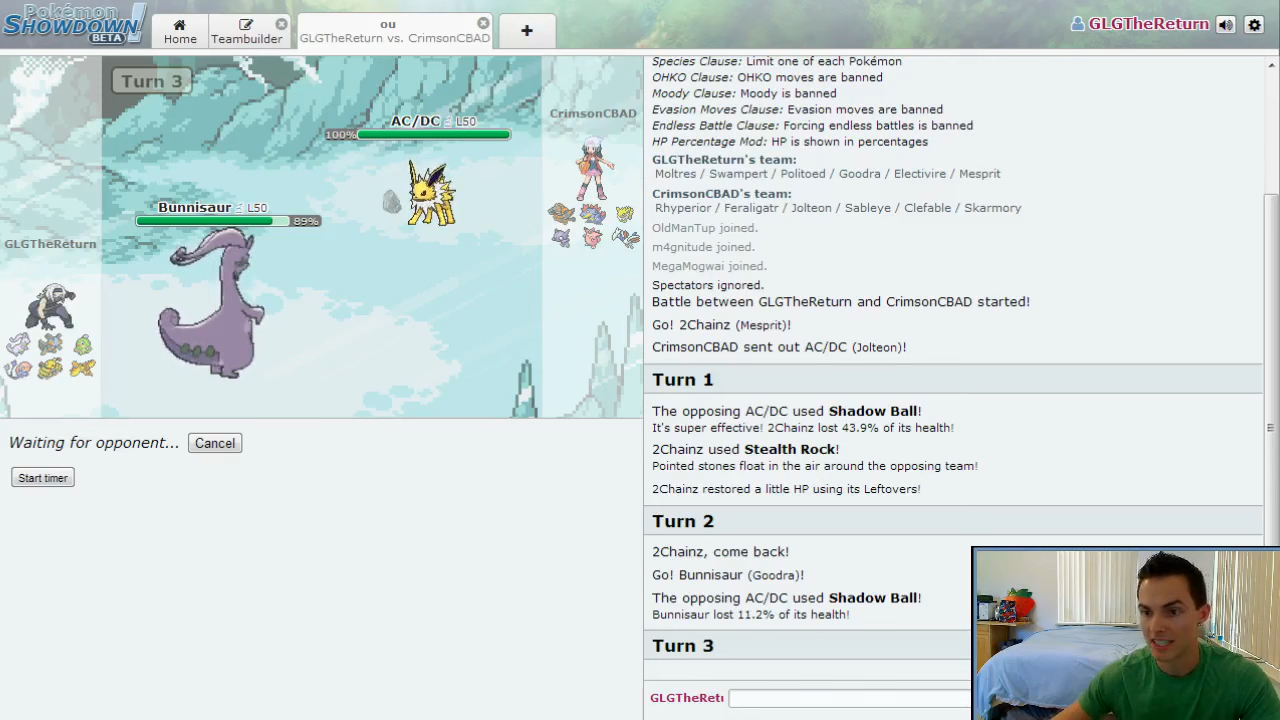 Pokémon
Showdown!
BETA
Home
Teambuilder
ou
GLGTheReturn vs. CrimsonCBAD
+
GLGTheReturn
Turn 3
AC/DC L50
100%
Bunnisaur L50
89%
CrimsonCBAD
GLGTheReturn
Waiting for opponent... Cancel
Start timer
Species Clause: Limit one of each Pokémon
OHKO Clause: OHKO moves are banned
Moody Clause: Moody is banned
Evasion Moves Clause: Evasion moves are banned
Endless Battle Clause: Forcing endless battles is banned
HP Percentage Mod: HP is shown in percentages
GLGTheReturn's team:
Moltres / Swampert / Politoed / Goodra / Electivire / Mesprit
CrimsonCBAD's team:
Rhyperior / Feraligatr / Jolteon / Sableye / Clefable / Skarmory
OldManTup joined.
m4gnitude joined.
MegaMogwai joined.
Spectators ignored.
Battle between GLGTheReturn and CrimsonCBAD started!
Go! 2Chainz (Mesprit)!
CrimsonCBAD sent out AC/DC (Jolteon)!
Turn 1
The opposing AC/DC used Shadow Ball!
It's super effective! 2Chainz lost 43.9% of its health!
2Chainz used Stealth Rock!
Pointed stones float in the air around the opposing team!
2Chainz restored a little HP using its Leftovers!
Turn 2
2Chainz, come back!
Go! Bunnisaur (Goodra)!
The opposing AC/DC used Shadow Ball!
Bunnisaur lost 11.2% of its health!
Turn 3
GLGTheRetu